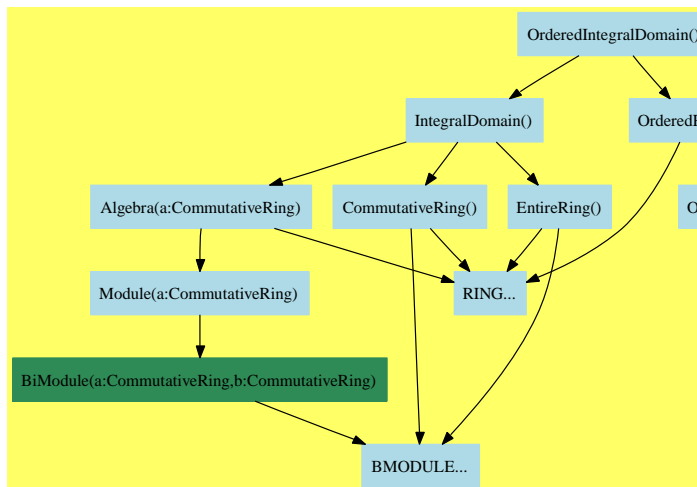 OrderedIntegralDomain()
IntegralDomain()
Algebra(a:CommutativeRing)
CommutativeRing()
EntireRing()
Module(a:CommutativeRing)
RING...
BiModule(a:CommutativeRing,b:CommutativeRing)
BMODULE...